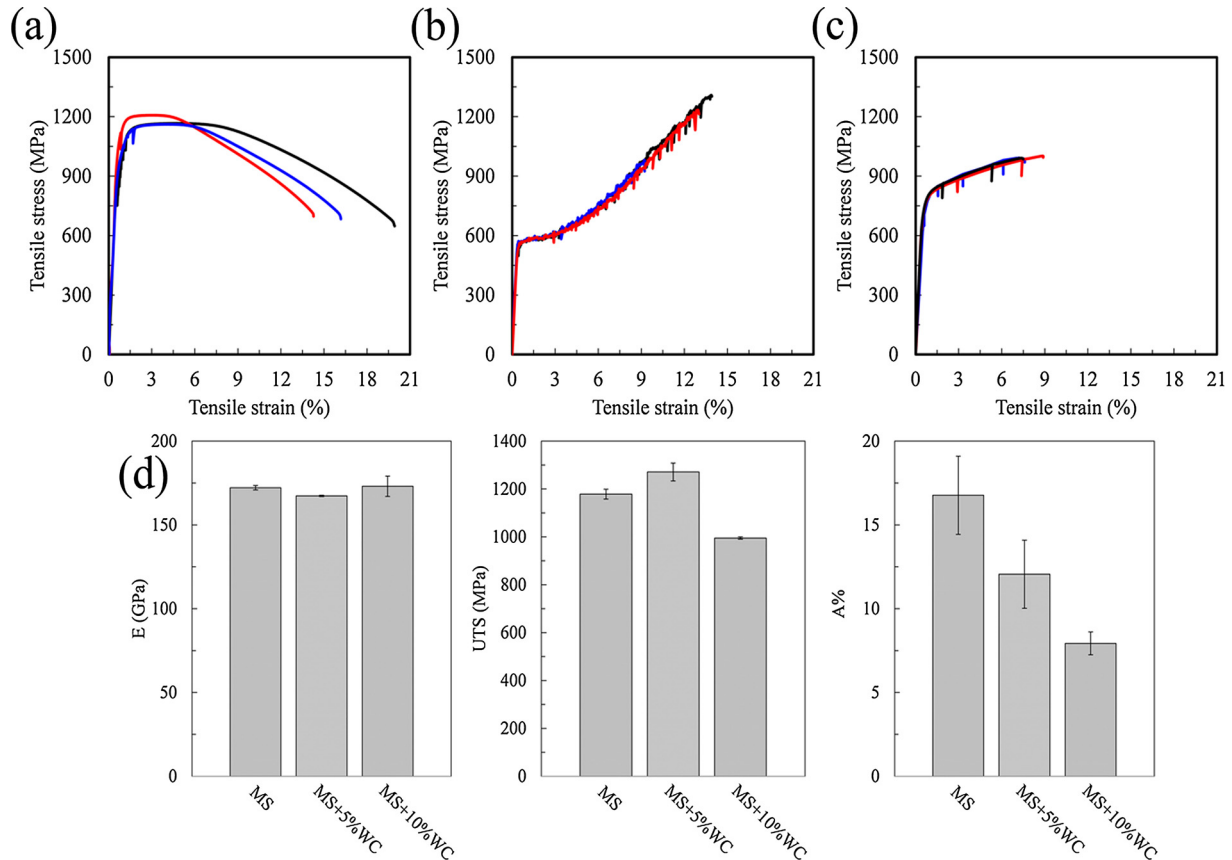 (a)
1500
1200
900
600
300
0
Tensile stress (MPa)
0 3 6 9 12 15 18 21
Tensile strain (%)
(b)
1500
1200
900
600
300
0
Tensile stress (MPa)
0 3 6 9 12 15 18 21
Tensile strain (%)
(c)
1500
1200
900
600
300
0
Tensile stress (MPa)
0 3 6 9 12 15 18 21
Tensile strain (%)
(d)
200
150
100
50
0
E (GPa)
MS MS+5%WC MS+10%WC
1400
1200
1000
800
600
400
200
0
UTS (MPa)
MS MS+5%WC MS+10%WC
20
15
10
5
0
A%
MS MS+5%WC MS+10%WC